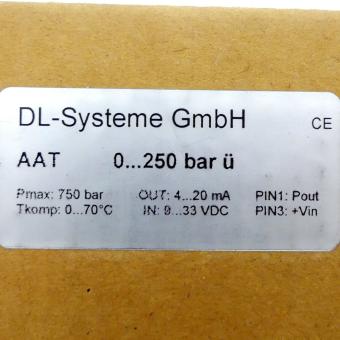 DL-Systeme GmbH CE
AAT 0...250 bar ü
Pmax: 750 bar OUT: 4...20 mA PIN1: Pout
Tkomp: 0...70°C IN: 9...33 VDC PIN3: +Vin